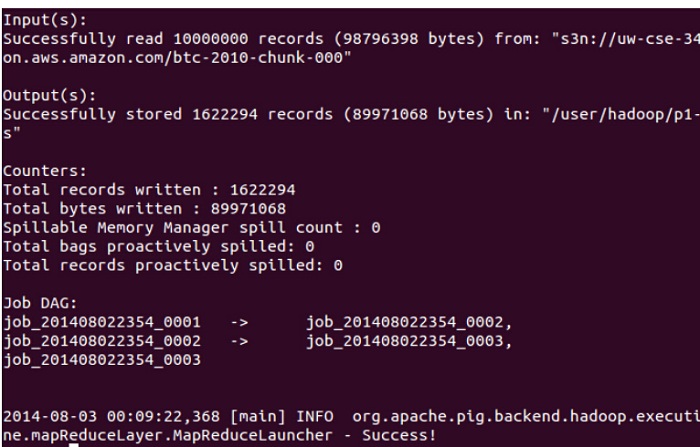 Input(s):
Successfully read 10000000 records (98796398 bytes) from: "s3n://uw-cse-34
on.aws.amazon.com/btc-2010-chunk-000"
Output(s):
Successfully stored 1622294 records (89971068 bytes) in: "/user/hadoop/p1-
s"
Counters:
Total records written : 1622294
Total bytes written : 89971068
Spillable Memory Manager spill count : 0
Total bags proactively spilled: 0
Total records proactively spilled: 0
Job DAG:
job_201408022354_0001   ->      job_201408022354_0002,
job_201408022354_0002   ->      job_201408022354_0003,
job_201408022354_0003
2014-08-03 00:09:22,368 [main] INFO  org.apache.pig.backend.hadoop.executi
ne.mapReduceLayer.MapReduceLauncher - Success!